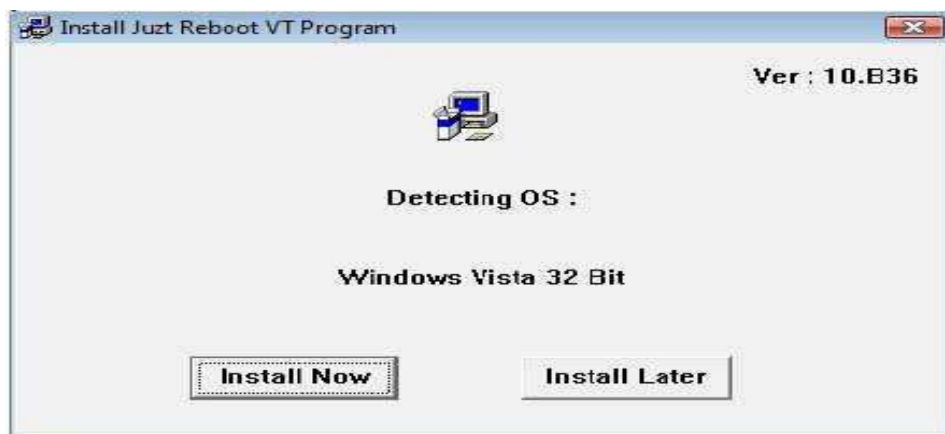 Install Juzt Reboot VT Program
Ver : 10.B36
Detecting OS :
Windows Vista 32 Bit
Install Now
Install Later